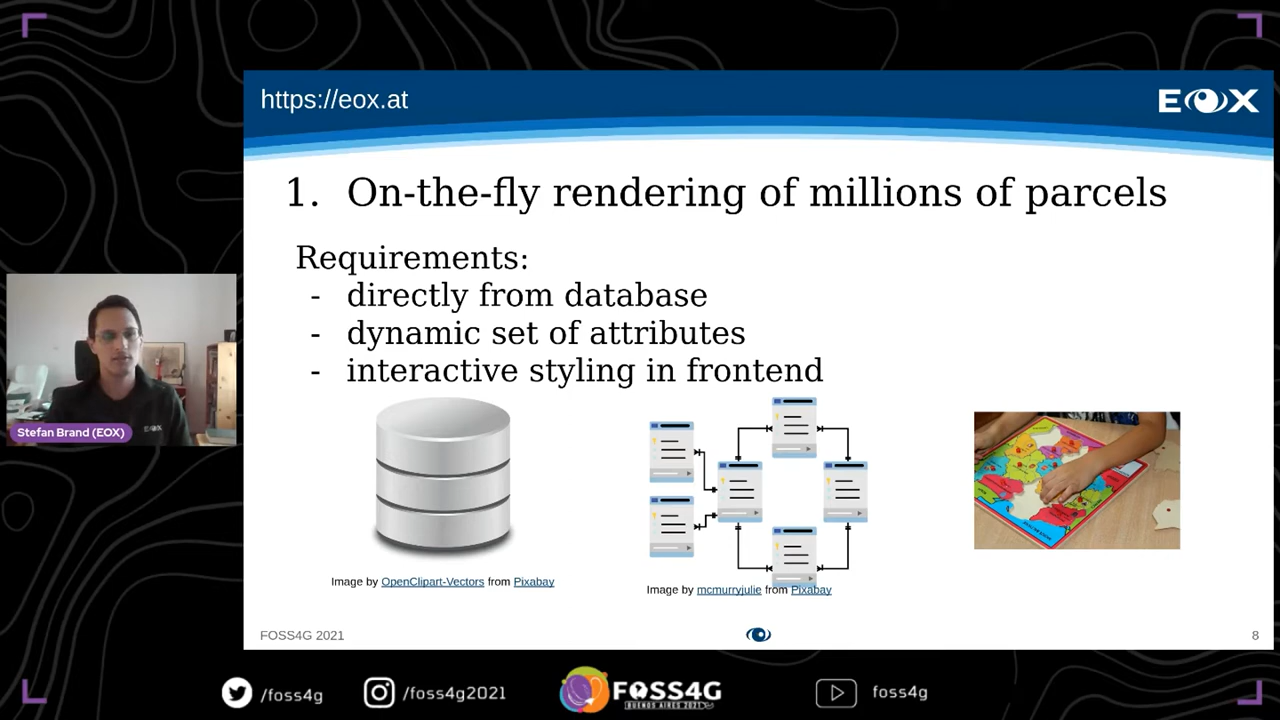 https://eox.at
EOX
1. On-the-fly rendering of millions of parcels
Requirements:
- directly from database
- dynamic set of attributes
- interactive styling in frontend
EOX
Stefan Brand (EOX)
Image by OpenClipart-Vectors from Pixabay
Image by mcmurryjulie from Pixabay
FOSS4G 2021
8
/foss4g
/foss4g2021
FOSS4G
BUENOS AIRES 2021
foss4g